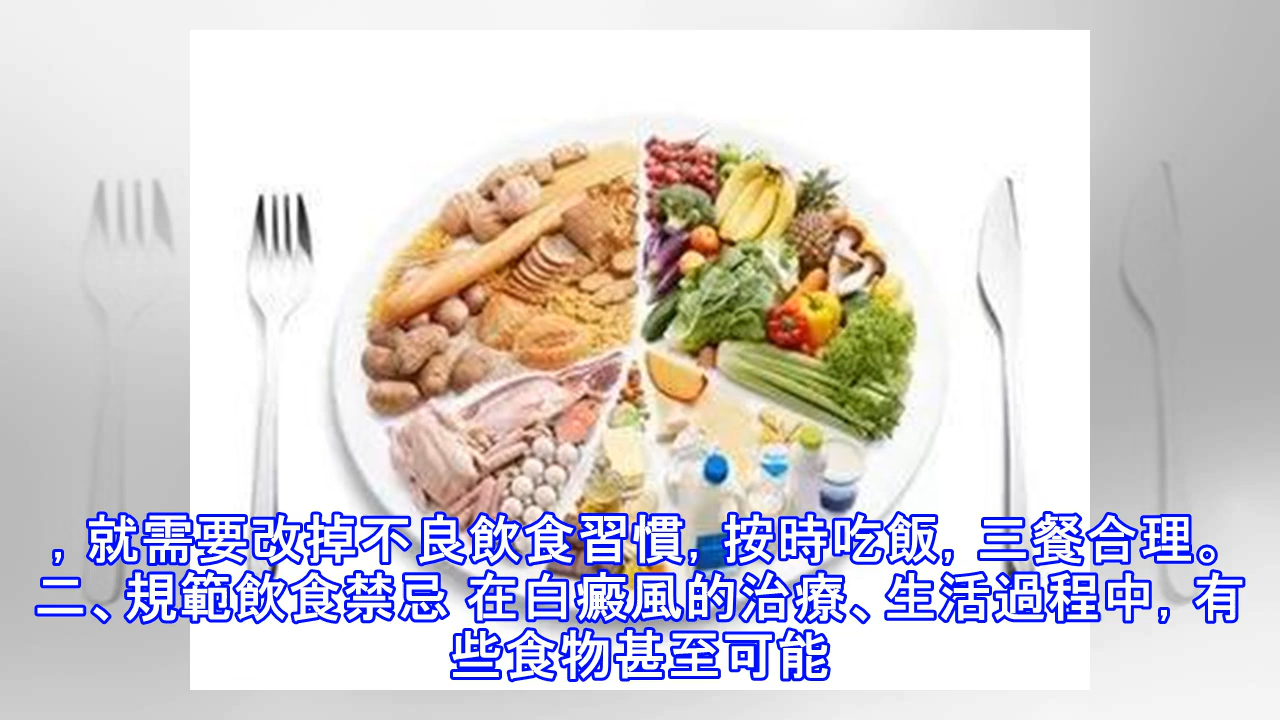 ，就需要改掉不良飲食習慣，按時吃飯，三餐合理。
二、規範飲食禁忌 在白癜風的治療、生活過程中，有
些食物甚至可能